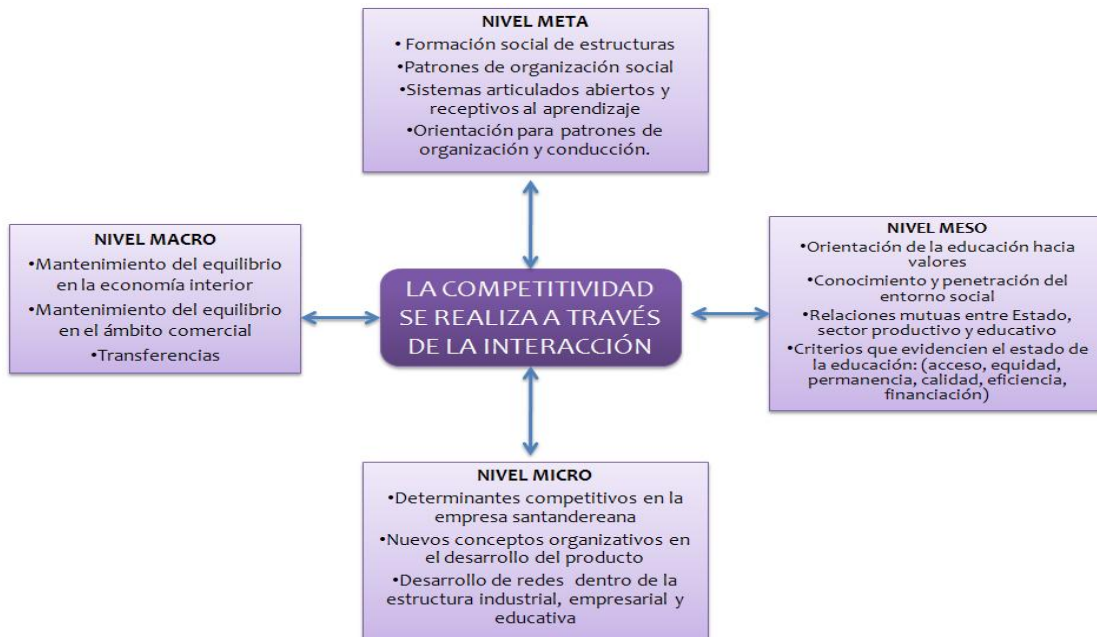 NIVEL META
• Formación social de estructuras
•Patrones de organización social
•Sistemas articulados abiertos y
receptivos al aprendizaje
•Orientación para patrones de
organización y conducción.
NIVEL MACRO
•Mantenimiento del equilibrio
en la economía interior
•Mantenimiento del equilibrio
en el ámbito comercial
•Transferencias
LA COMPETITIVIDAD
SE REALIZA A TRAVÉS
DE LA INTERACCIÓN
NIVEL MESO
•Orientación de la educación hacia
valores
•Conocimiento y penetración del
entorno social
•Relaciones mutuas entre Estado,
sector productivo y educativo
•Criterios que evidencien el estado de
la educación: (acceso, equidad,
permanencia, calidad, eficiencia,
financiación)
NIVEL MICRO
•Determinantes competitivos en la
empresa santandereana
•Nuevos conceptos organizativos en
el desarrollo del producto
•Desarrollo de redes dentro de la
estructura industrial, empresarial y
educativa